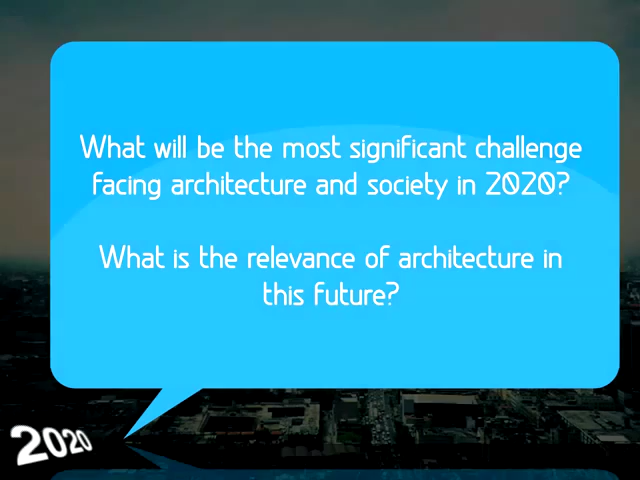 What will be the most significant challenge
facing architecture and society in 2020?
What is the relevance of architecture in
this future?
2020